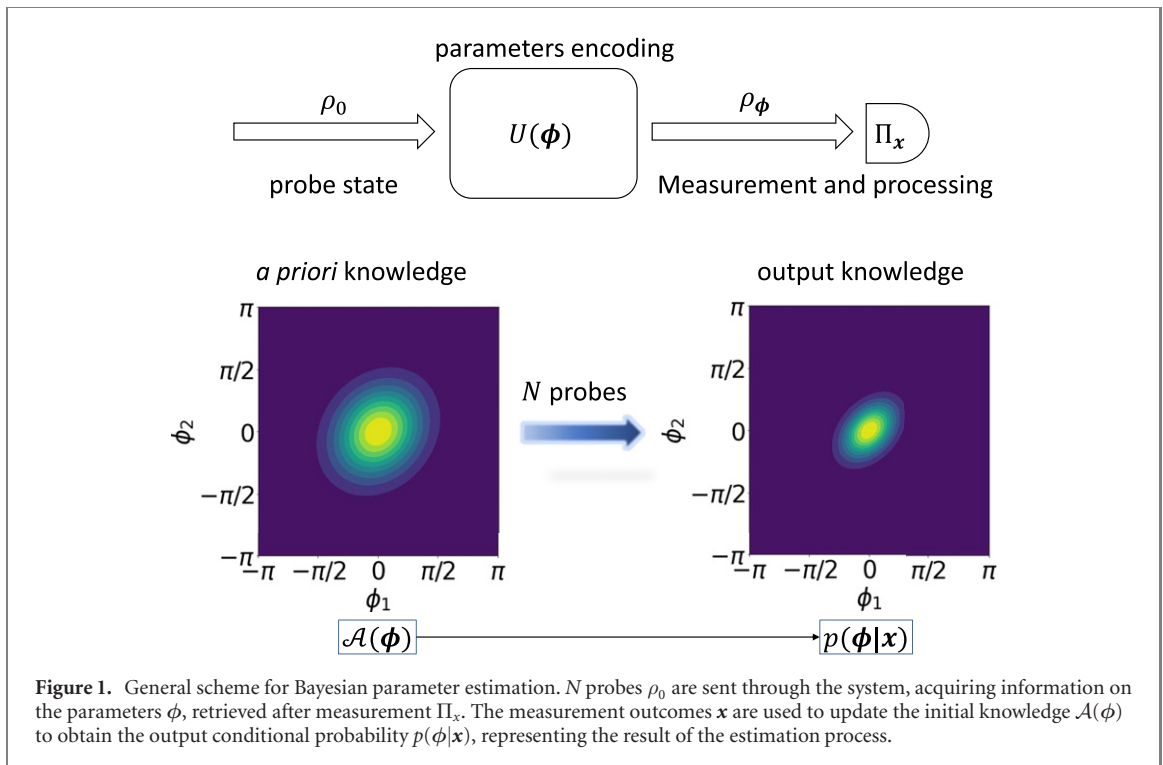 parameters encoding
ρ₀
U(ϕ)
ρ_ϕ
Πₓ
probe state
Measurement and processing
a priori knowledge
output knowledge
π
π/2
0
−π/2
−π
ϕ₂
−π −π/2 0 π/2 π
ϕ₁
N probes
π
π/2
0
−π/2
−π
ϕ₂
−π −π/2 0 π/2 π
ϕ₁
𝒜(ϕ)
p(ϕ|x)
Figure 1. General scheme for Bayesian parameter estimation. N probes ρ₀ are sent through the system, acquiring information on
the parameters ϕ, retrieved after measurement Πₓ. The measurement outcomes x are used to update the initial knowledge 𝒜(ϕ)
to obtain the output conditional probability p(ϕ|x), representing the result of the estimation process.